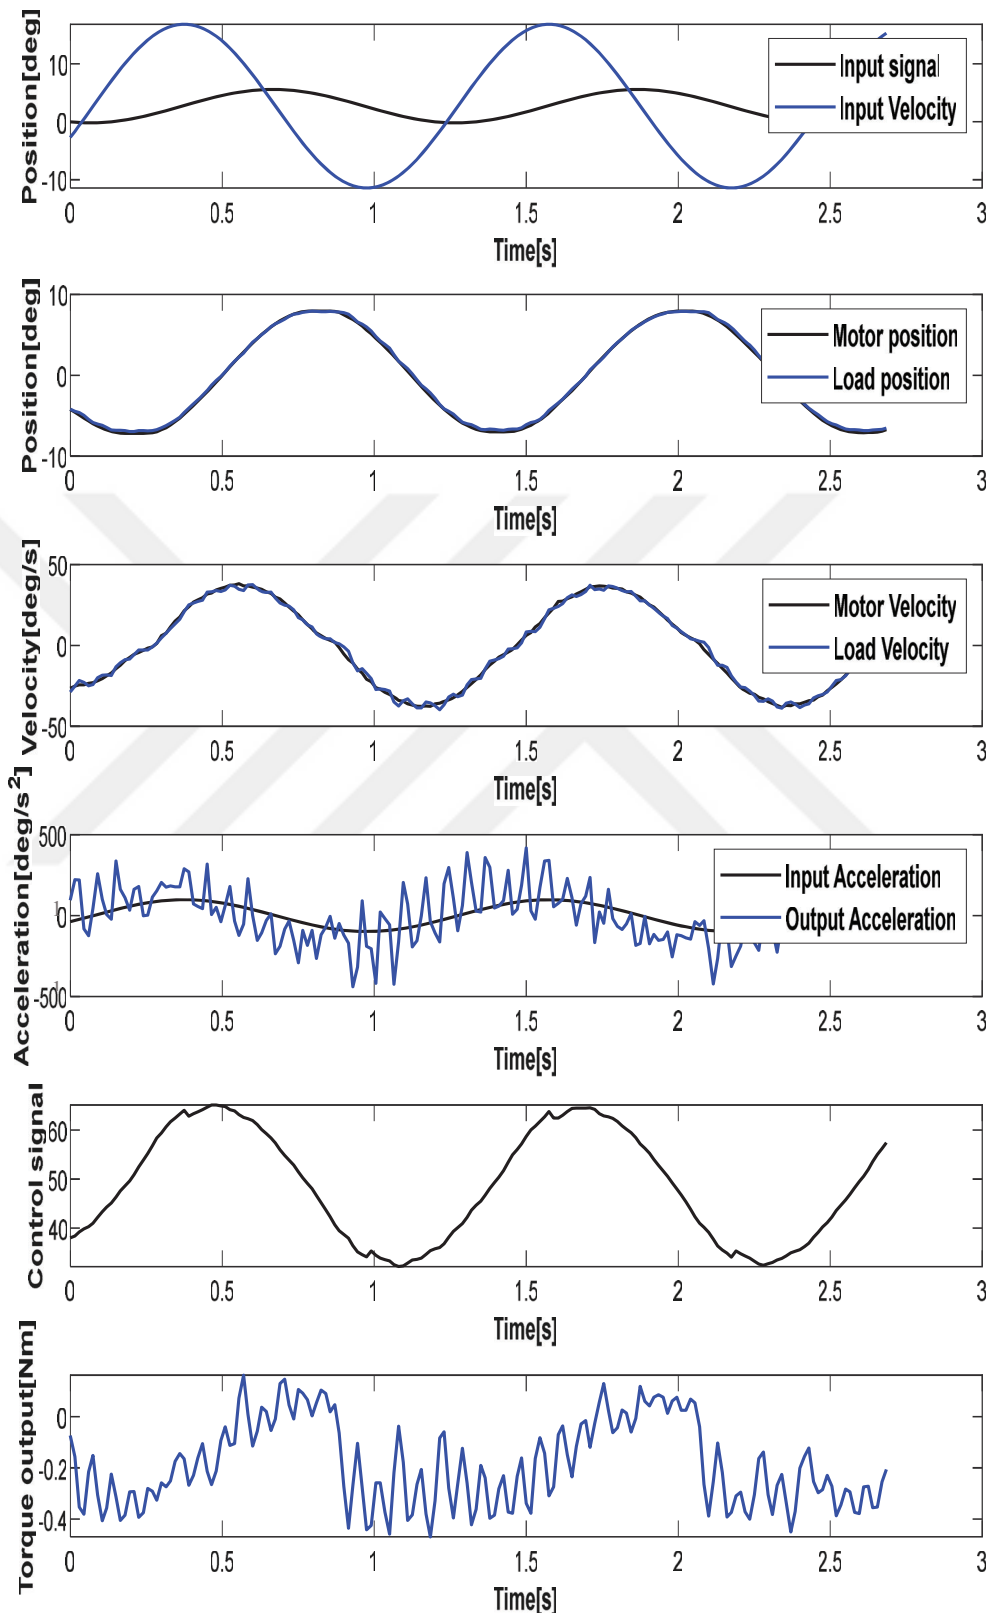 Position[deg]
10
0
-10
Input signal
Input Velocity
0 0.5 1 1.5 2 2.5 3
Time[s]
Position[deg]
10
0
-10
Motor position
Load position
0 0.5 1 1.5 2 2.5 3
Time[s]
Velocity[deg/s]
50
0
-50
Motor Velocity
Load Velocity
0 0.5 1 1.5 2 2.5 3
Time[s]
Acceleration[deg/s²]
500
0
-500
Input Acceleration
Output Acceleration
0 0.5 1 1.5 2 2.5 3
Time[s]
Control signal
60
50
40
0 0.5 1 1.5 2 2.5 3
Time[s]
Torque output[Nm]
0
-0.2
-0.4
0 0.5 1 1.5 2 2.5 3
Time[s]